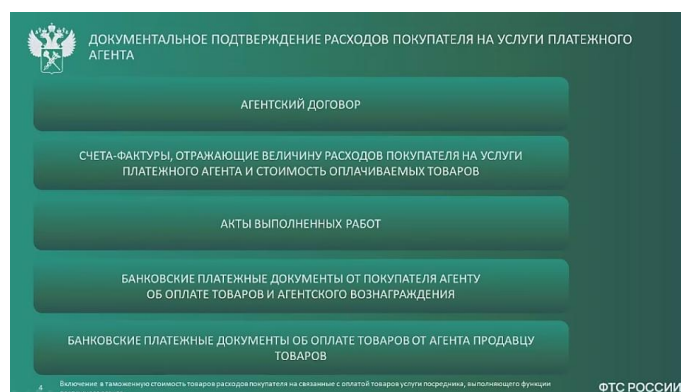 ДОКУМЕНТАЛЬНОЕ ПОДТВЕРЖДЕНИЕ РАСХОДОВ ПОКУПАТЕЛЯ НА УСЛУГИ ПЛАТЕЖНОГО
АГЕНТА
АГЕНТСКИЙ ДОГОВОР
СЧЕТА-ФАКТУРЫ, ОТРАЖАЮЩИЕ ВЕЛИЧИНУ РАСХОДОВ ПОКУПАТЕЛЯ НА УСЛУГИ
ПЛАТЕЖНОГО АГЕНТА И СТОИМОСТЬ ОПЛАЧИВАЕМЫХ ТОВАРОВ
АКТЫ ВЫПОЛНЕННЫХ РАБОТ
БАНКОВСКИЕ ПЛАТЕЖНЫЕ ДОКУМЕНТЫ ОТ ПОКУПАТЕЛЯ АГЕНТУ
ОБ ОПЛАТЕ ТОВАРОВ И АГЕНТСКОГО ВОЗНАГРАЖДЕНИЯ
БАНКОВСКИЕ ПЛАТЕЖНЫЕ ДОКУМЕНТЫ ОБ ОПЛАТЕ ТОВАРОВ ОТ АГЕНТА ПРОДАВЦУ
ТОВАРОВ
4 Включение в таможенную стоимость товаров расходов покупателя на связанные с оплатой товаров услуги посредника, выполняющего функции
ФТС РОССИИ